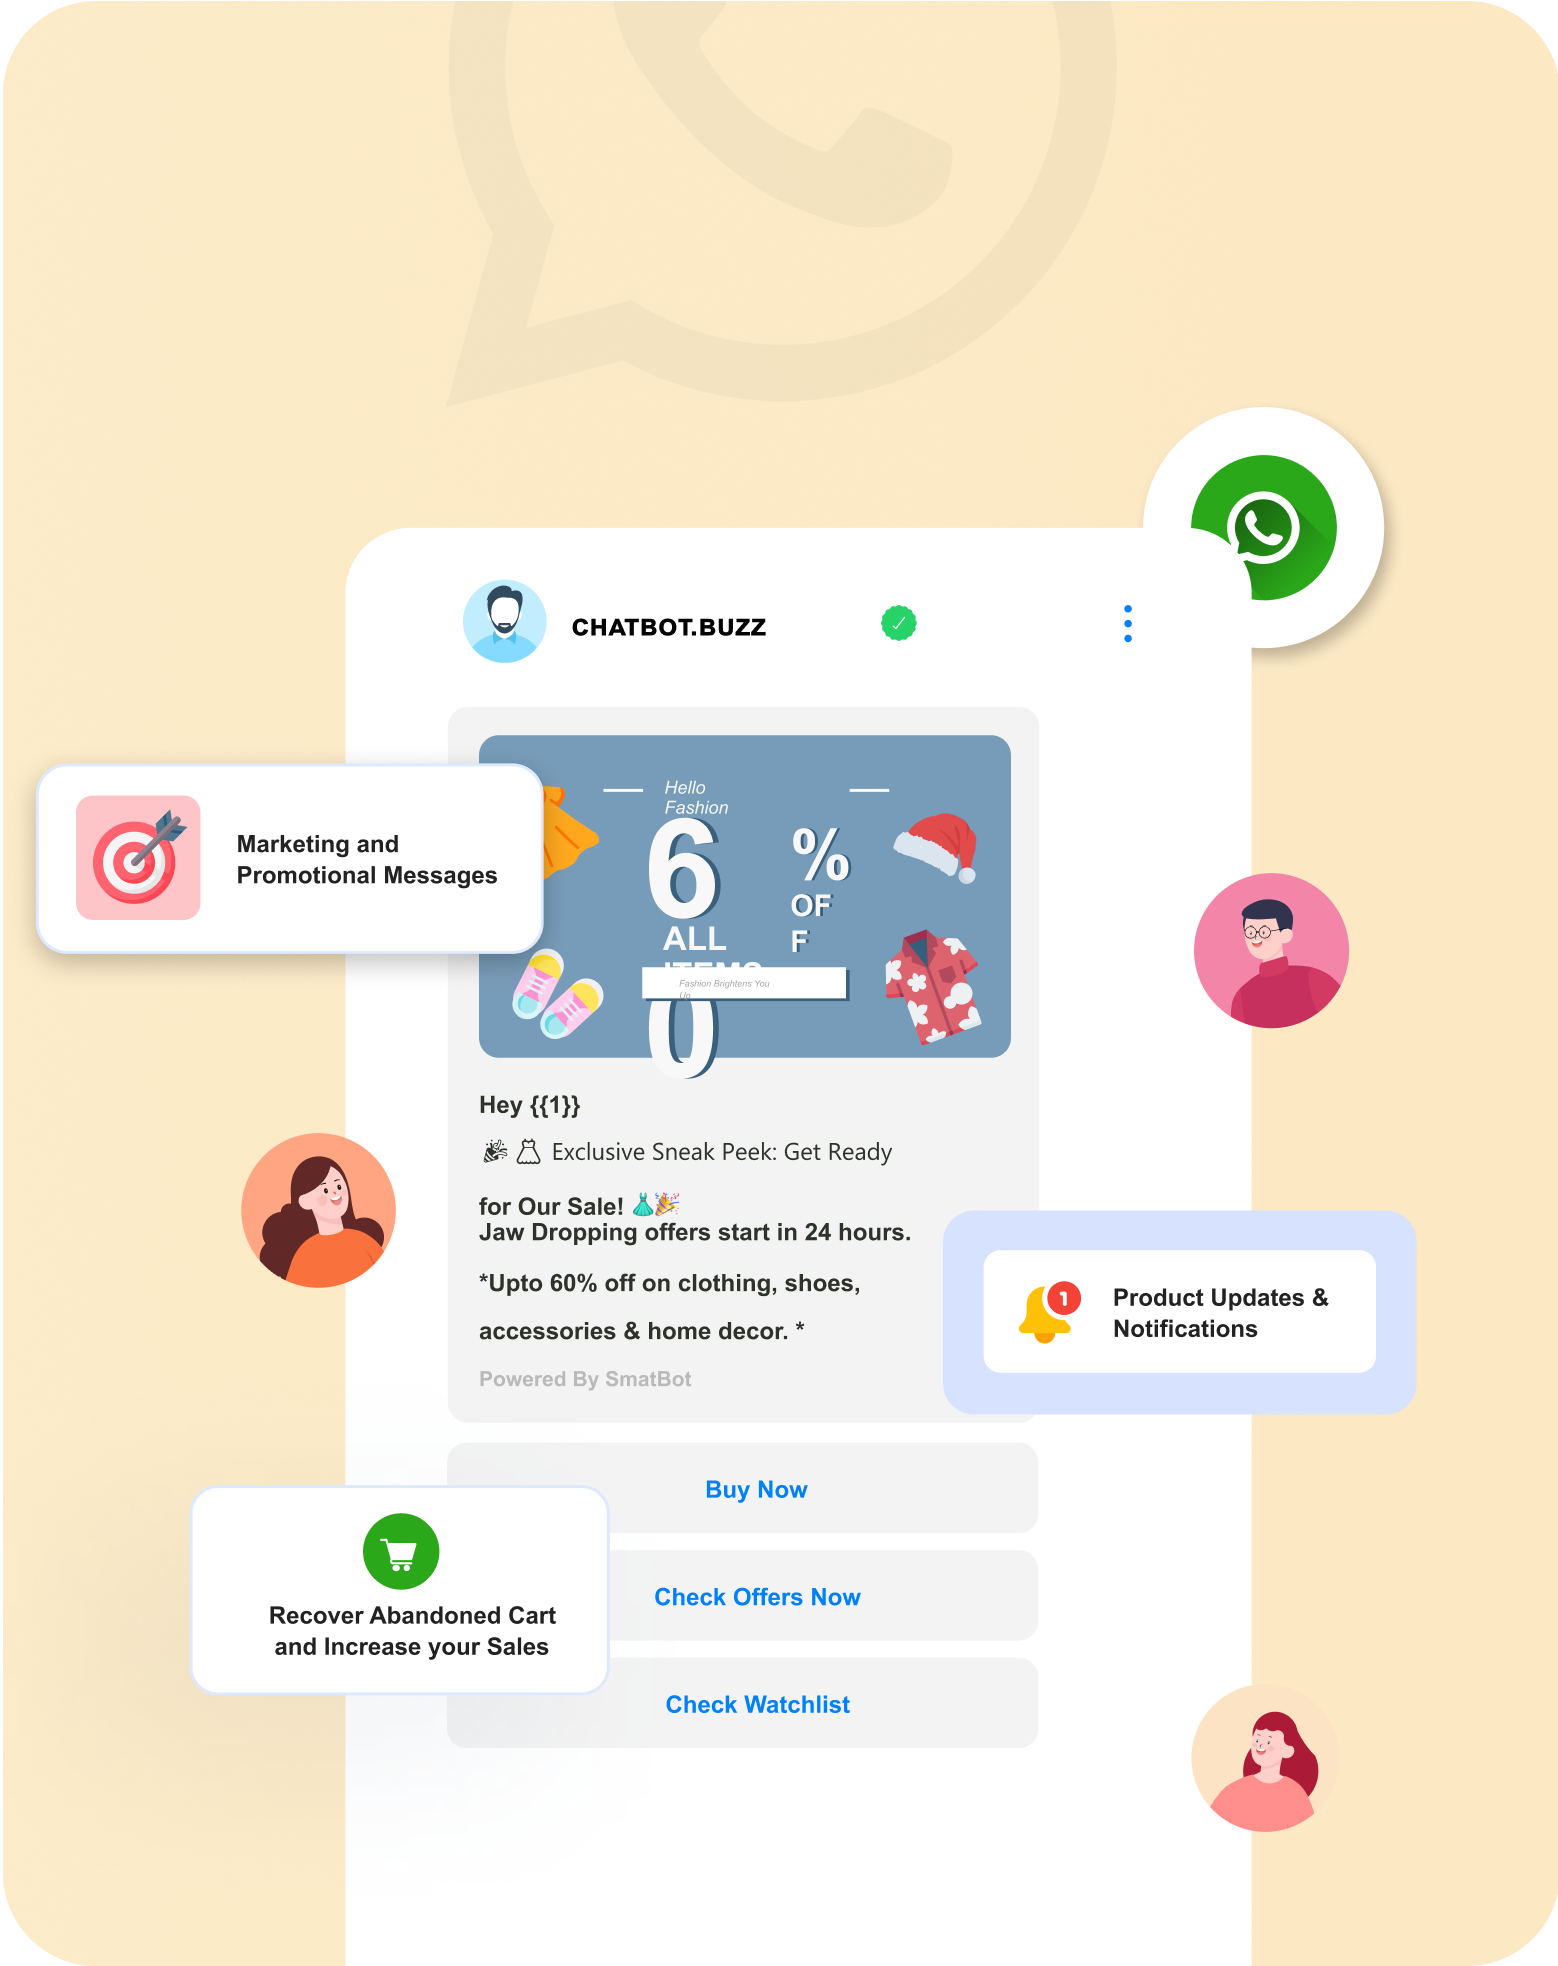 CHATBOT.BUZZ
Marketing and
Promotional Messages
Hello
Fashion
6
%
OF
F
ALL
ITEMS
Fashion Brightens You
Up
0
Hey {{1}}
🎉 👗 Exclusive Sneak Peek: Get Ready
for Our Sale! 👗🎉
Jaw Dropping offers start in 24 hours.
*Upto 60% off on clothing, shoes,
accessories & home decor. *
Powered By SmatBot
1
Product Updates &
Notifications
Buy Now
Recover Abandoned Cart
and Increase your Sales
Check Offers Now
Check Watchlist